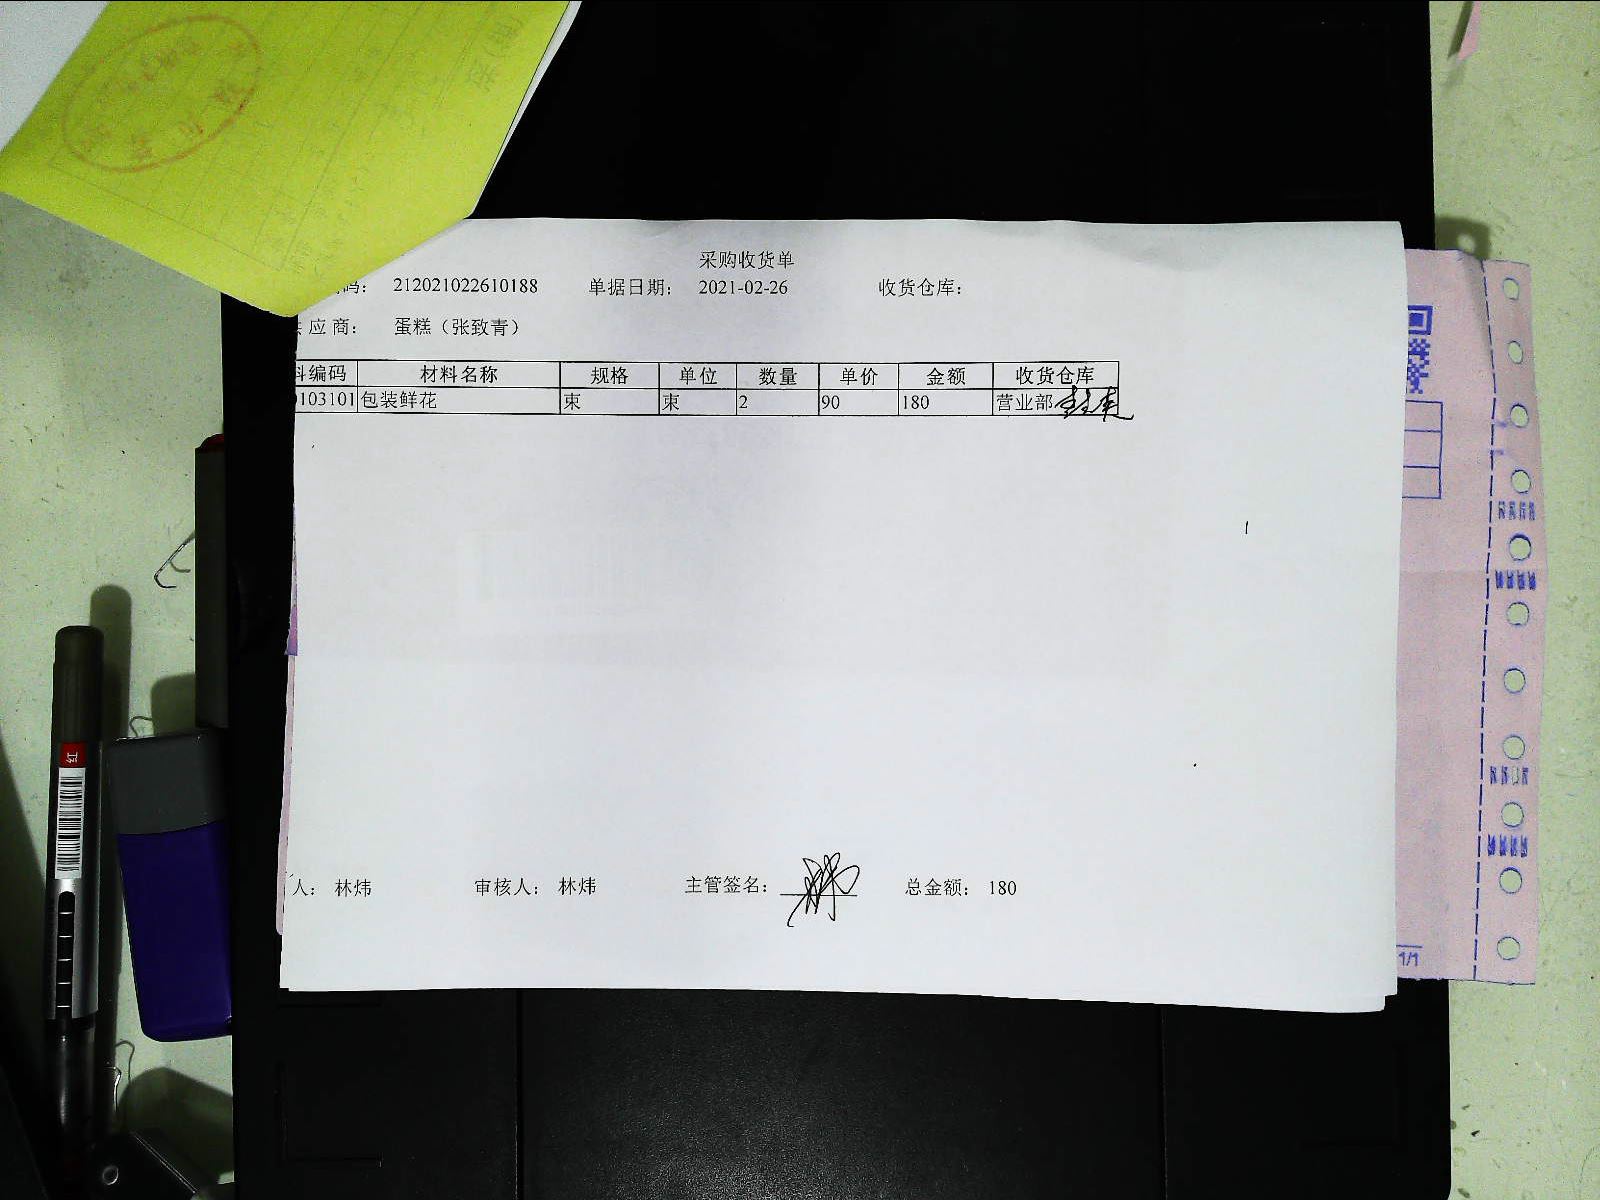 采购收货单
码： 212021022610188 单据日期： 2021-02-26 收货仓库：
应商： 蛋糕（张致青）
编码 材料名称 规格 单位 数量 单价 金额 收货仓库
103101 包装鲜花 束 束 2 90 180 营业部
人： 林炜 审核人： 林炜 主管签名： 总金额： 180
1/1